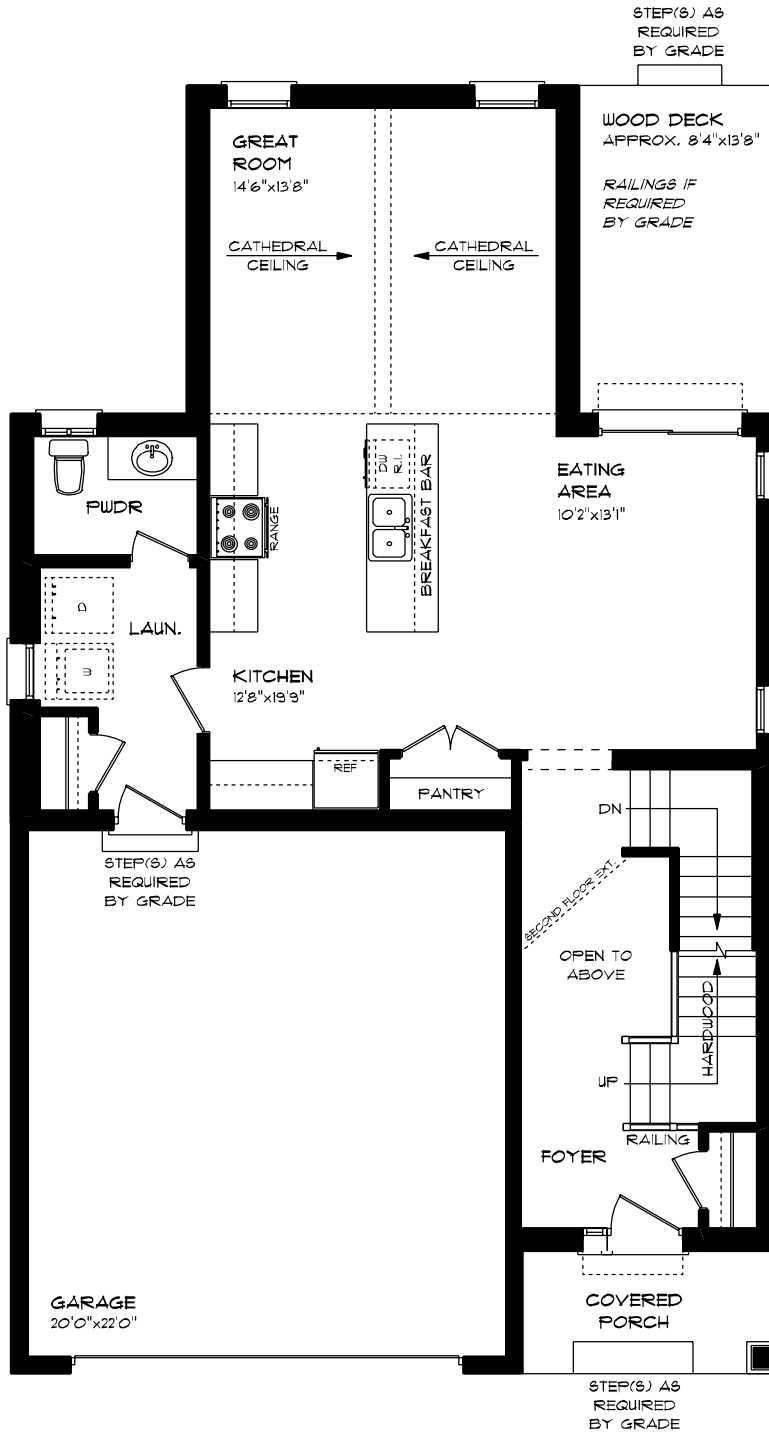 STEP(S) AS
REQUIRED
BY GRADE
WOOD DECK
APPROX. 8'4"x13'8"
RAILINGS IF
REQUIRED
BY GRADE
GREAT
ROOM
14'6"x13'8"
CATHEDRAL
CEILING
CATHEDRAL
CEILING
EATING
AREA
10'2"x13'1"
DW
R.I.
BREAKFAST BAR
RANGE
PWDR
D
LAUN.
W
KITCHEN
12'8"x19'9"
REF
PANTRY
DN
STEP(S) AS
REQUIRED
BY GRADE
SECOND FLOOR EXT.
OPEN TO
ABOVE
HARDWOOD
UP
RAILING
FOYER
GARAGE
20'0"x22'0"
COVERED
PORCH
STEP(S) AS
REQUIRED
BY GRADE